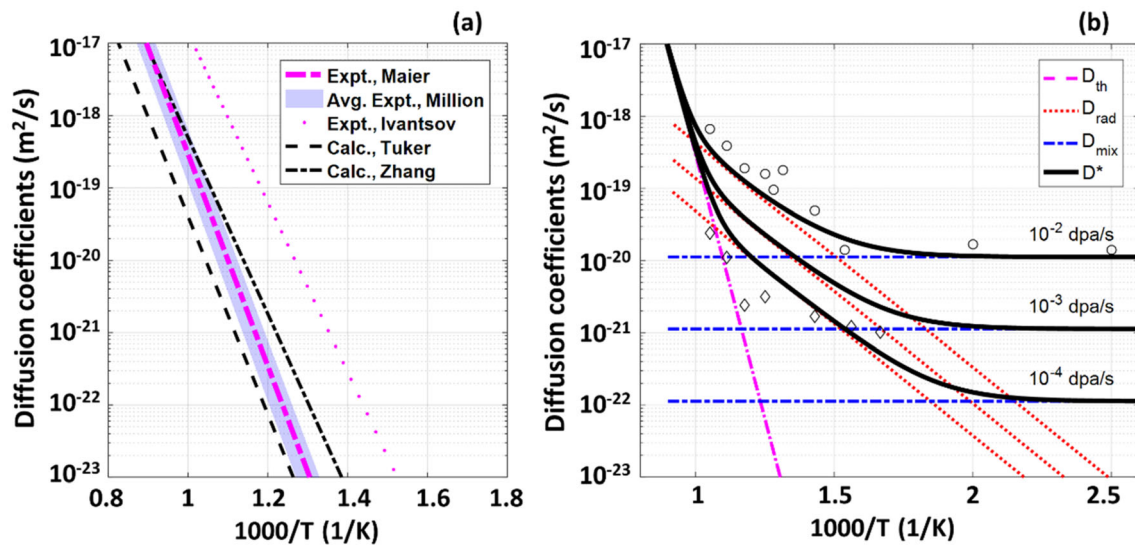 (a)
Diffusion coefficients (m²/s)
10⁻¹⁷
10⁻¹⁸
10⁻¹⁹
10⁻²⁰
10⁻²¹
10⁻²²
10⁻²³
Expt., Maier
Avg. Expt., Million
Expt., Ivantsov
Calc., Tuker
Calc., Zhang
0.8 1 1.2 1.4 1.6 1.8
1000/T (1/K)
(b)
Diffusion coefficients (m²/s)
10⁻¹⁷
10⁻¹⁸
10⁻¹⁹
10⁻²⁰
10⁻²¹
10⁻²²
10⁻²³
D_th
D_rad
D_mix
D*
10⁻² dpa/s
10⁻³ dpa/s
10⁻⁴ dpa/s
1 1.5 2 2.5
1000/T (1/K)